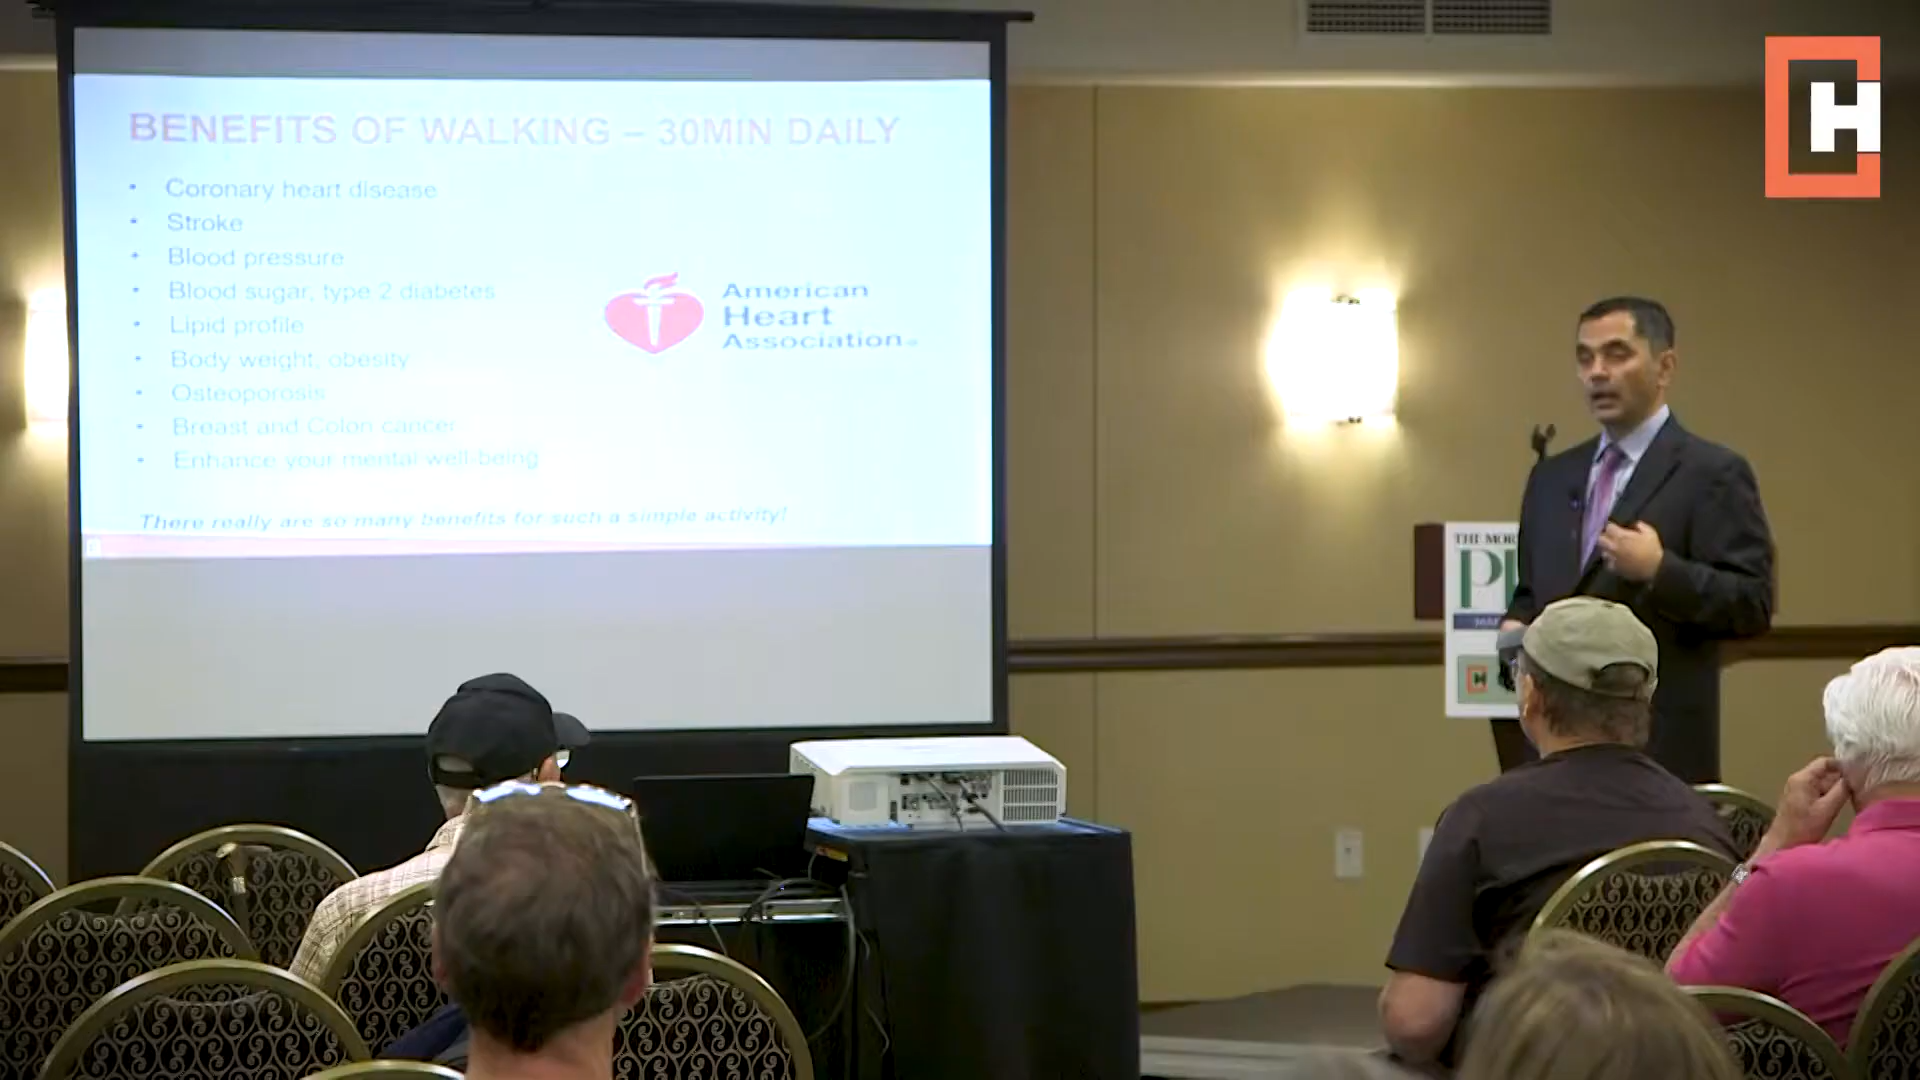 BENEFITS OF WALKING – 30MIN DAILY
• Coronary heart disease
• Stroke
• Blood pressure
• Blood sugar, type 2 diabetes
• Lipid profile
• Body weight, obesity
• Osteoporosis
• Breast and Colon cancer
• Enhance your mental well-being
There really are so many benefits for such a simple activity!
American
Heart
Association
CH
THE